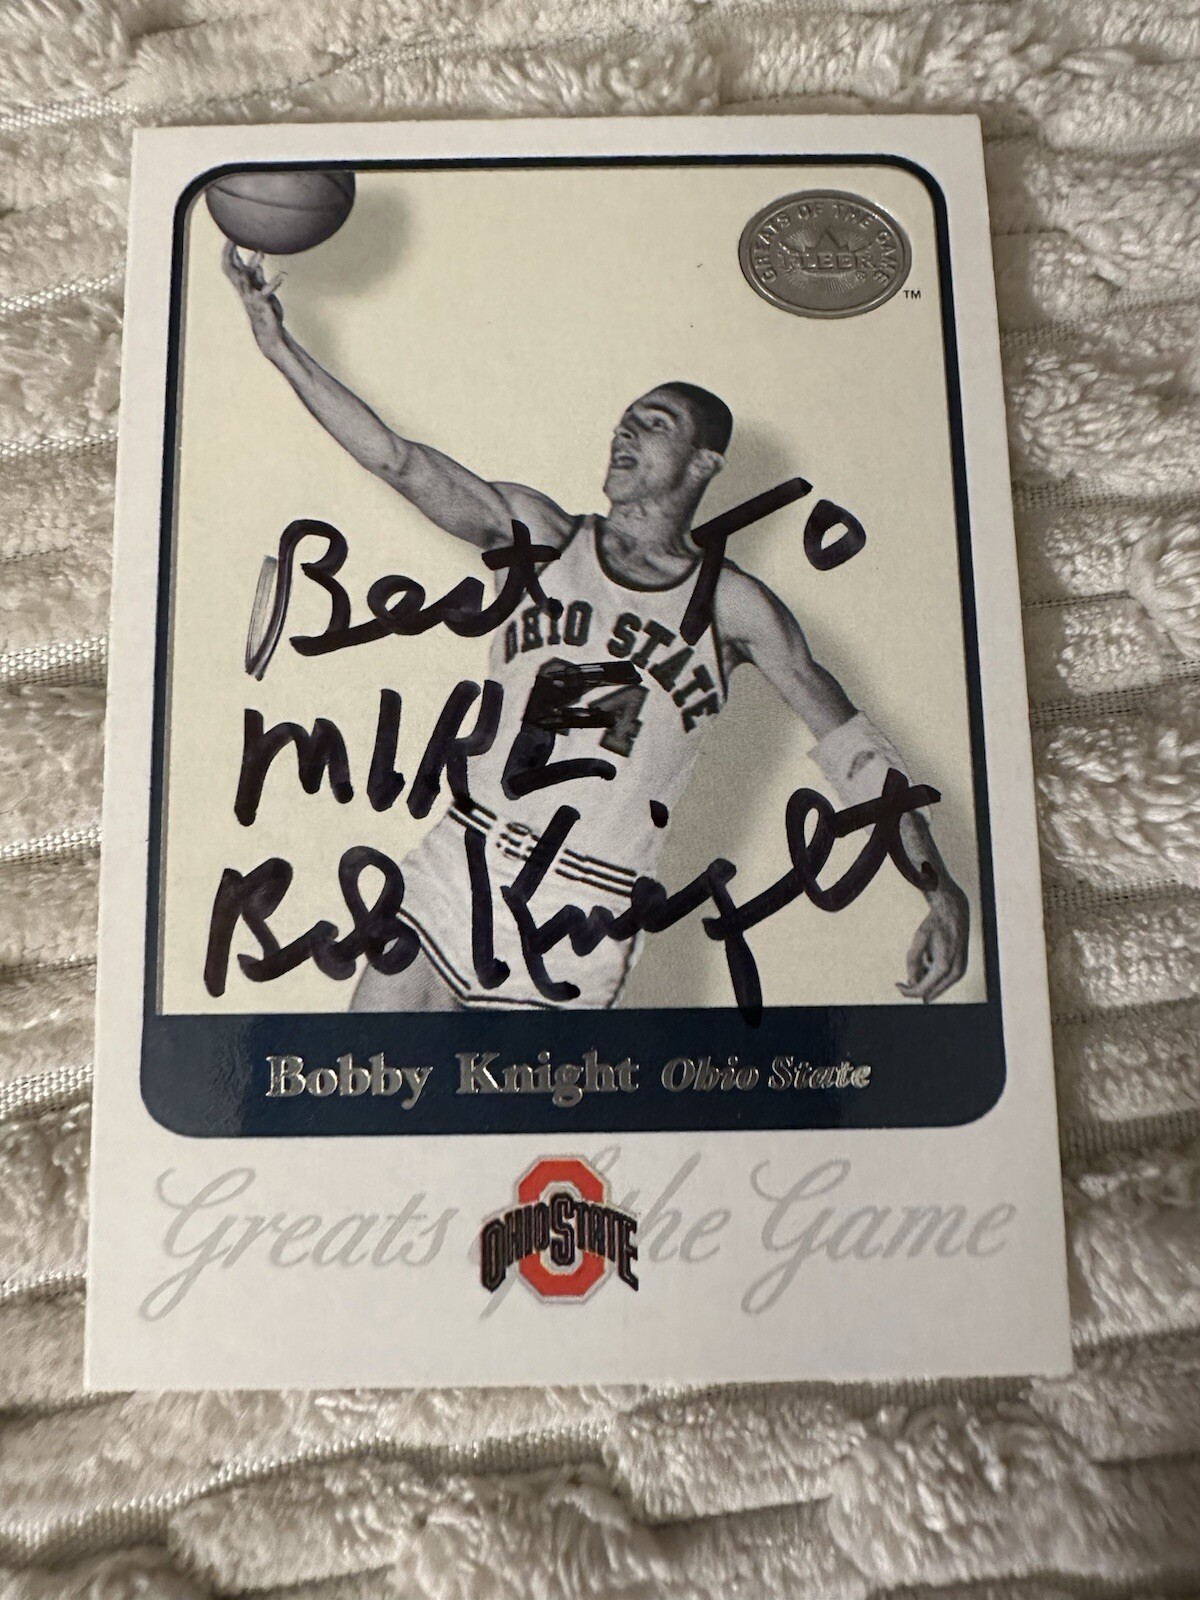 GREATS OF THE GAME
FLEER
TM
Best To
OHIO STATE
MIKE
Bob Knight
Bobby Knight Ohio State
Greats of the Game
OHIO STATE